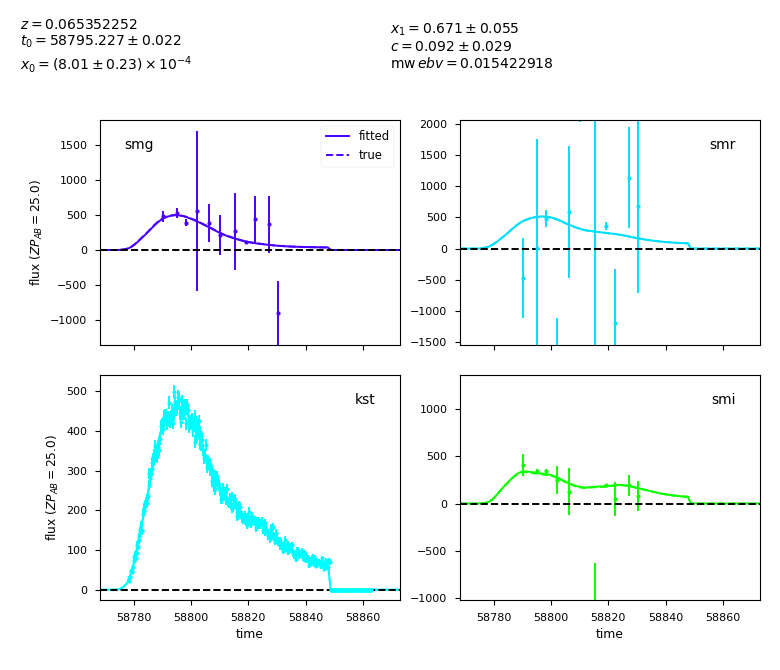 z = 0.065352252
t₀ = 58795.227 ± 0.022
x₀ = (8.01 ± 0.23) × 10⁻⁴
x₁ = 0.671 ± 0.055
c = 0.092 ± 0.029
mw ebv = 0.015422918
smg
fitted
true
1500
1000
500
0
−500
−1000
flux (ZP_AB = 25.0)
smr
2000
1500
1000
500
0
−500
−1000
−1500
kst
500
400
300
200
100
0
flux (ZP_AB = 25.0)
58780 58800 58820 58840 58860
time
smi
1000
500
0
−500
−1000
58780 58800 58820 58840 58860
time